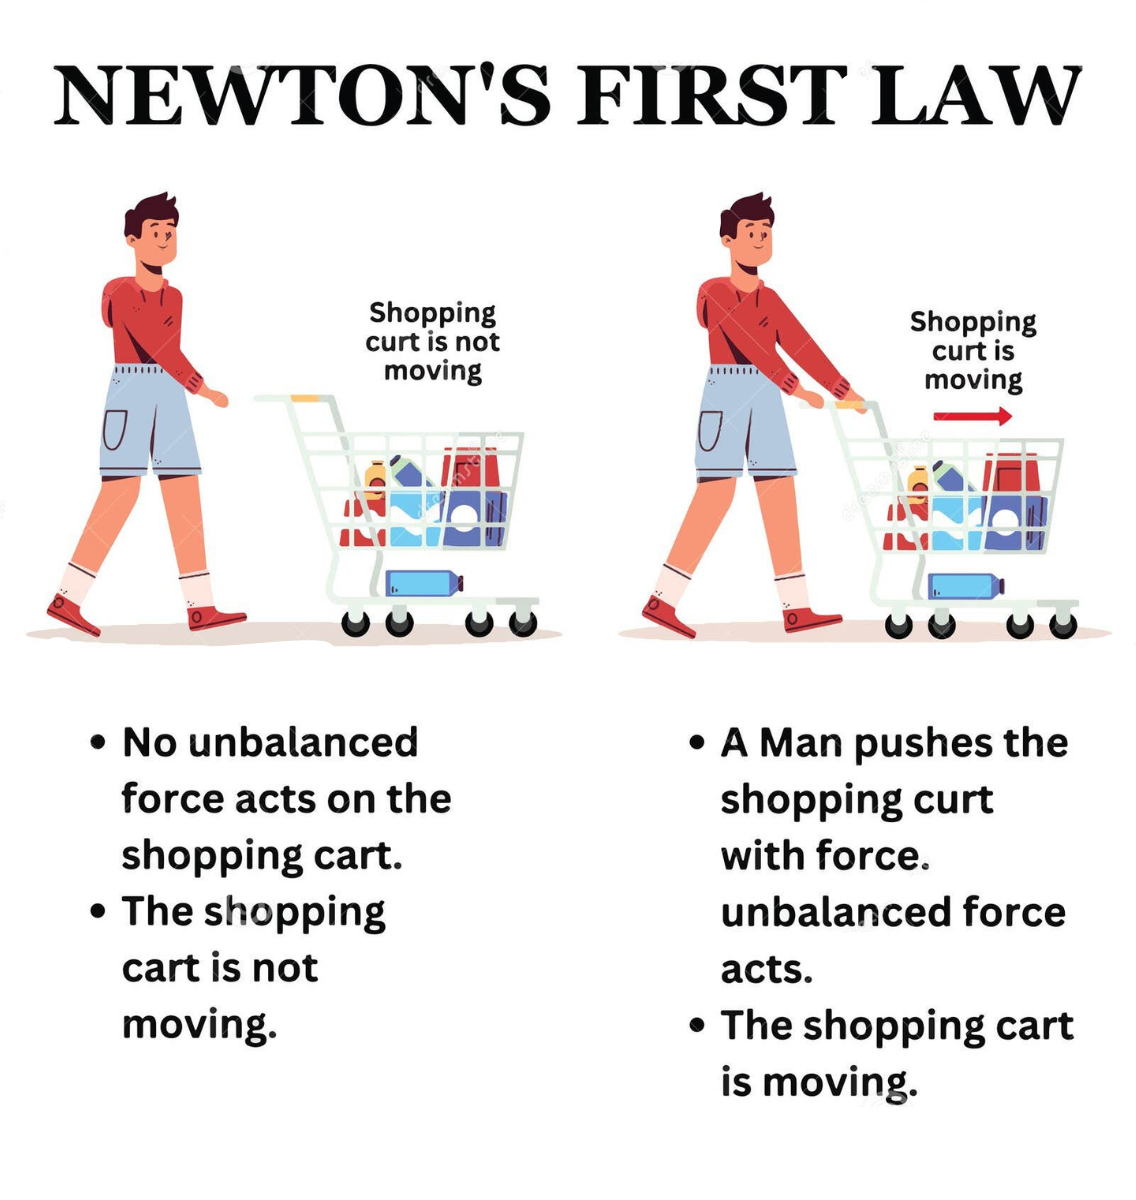 NEWTON'S FIRST LAW
Shopping
curt is not
moving
Shopping
curt is
moving
• No unbalanced
force acts on the
shopping cart.
• The shopping
cart is not
moving.
• A Man pushes the
shopping curt
with force.
unbalanced force
acts.
• The shopping cart
is moving.